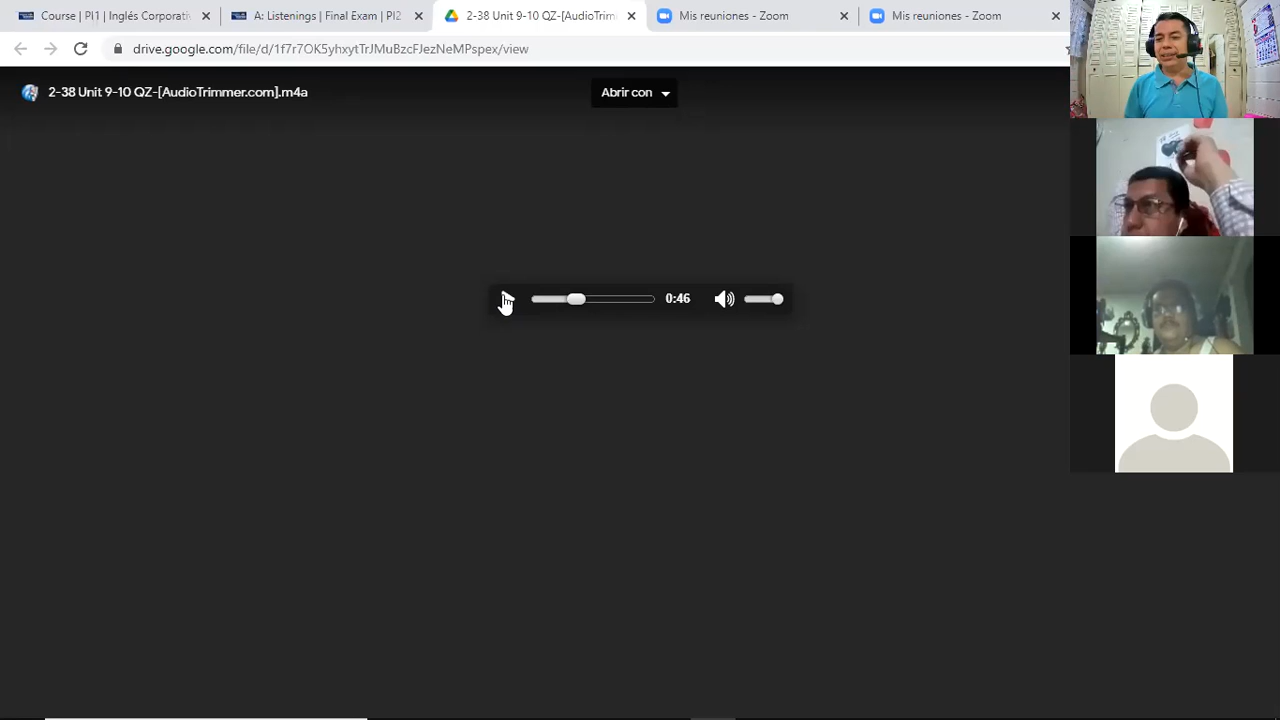 Course | PI1 | Inglés Corporati
A: Listenings | Final Exam | PI1
2-38 Unit 9-10 QZ-[AudioTrim
Mis reuniones - Zoom
Mis reuniones - Zoom
drive.google.com/file/d/1f7r7OK5yhxytTrJMuBzcFJezNeMPspex/view
2-38 Unit 9-10 QZ-[AudioTrimmer.com].m4a
Abrir con
0:46